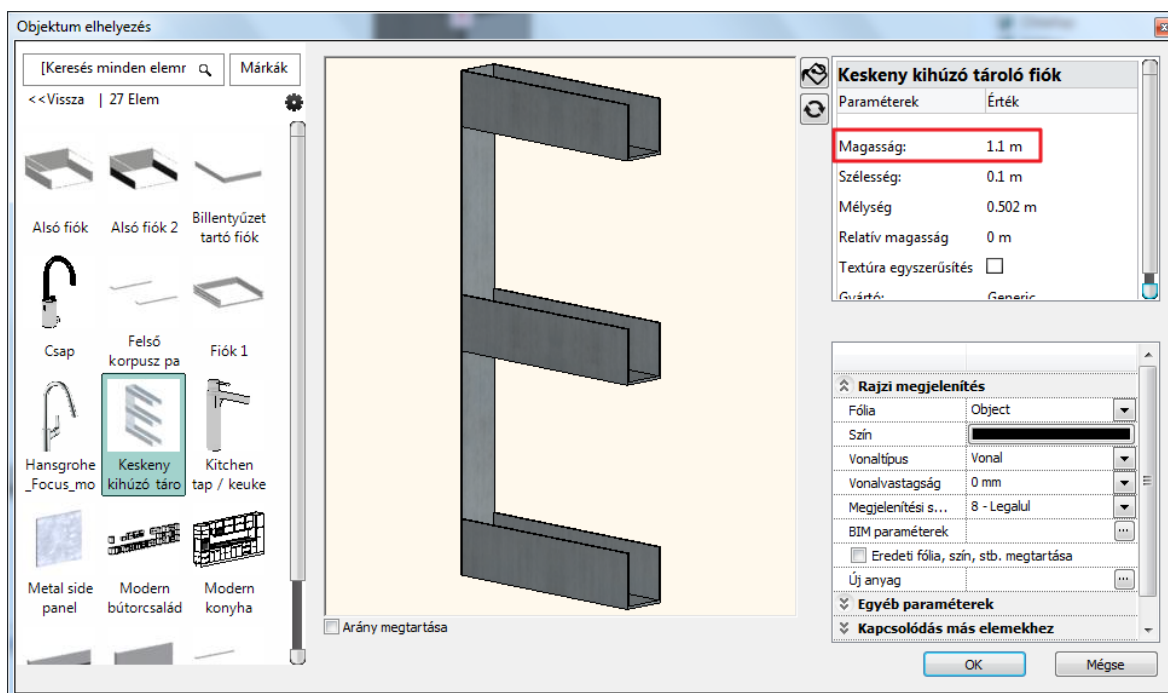 Objektum elhelyezés
[Keresés minden elemr
Márkák
<<Vissza | 27 Elem
Alsó fiók
Alsó fiók 2
Billentyűzet
tartó fiók
Csap
Felső
korpusz pa
Fiók 1
Hansgrohe
_Focus_mo
Keskeny
kihúzó táro
Kitchen
tap / keuke
Metal side
panel
Modern
bútorcsalád
Modern
konyha
Arány megtartása
Keskeny kihúzó tároló fiók
Paraméterek Érték
Magasság: 1.1 m
Szélesség: 0.1 m
Mélység 0.502 m
Relatív magasság 0 m
Textúra egyszerűsítés
Gyártó: Generic
Rajzi megjelenítés
Fólia Object
Szín
Vonaltípus Vonal
Vonalvastagság 0 mm
Megjelenítési s... 8 - Legalul
BIM paraméterek ...
Eredeti fólia, szín, stb. megtartása
Új anyag ...
Egyéb paraméterek
Kapcsolódás más elemekhez
OK
Mégse